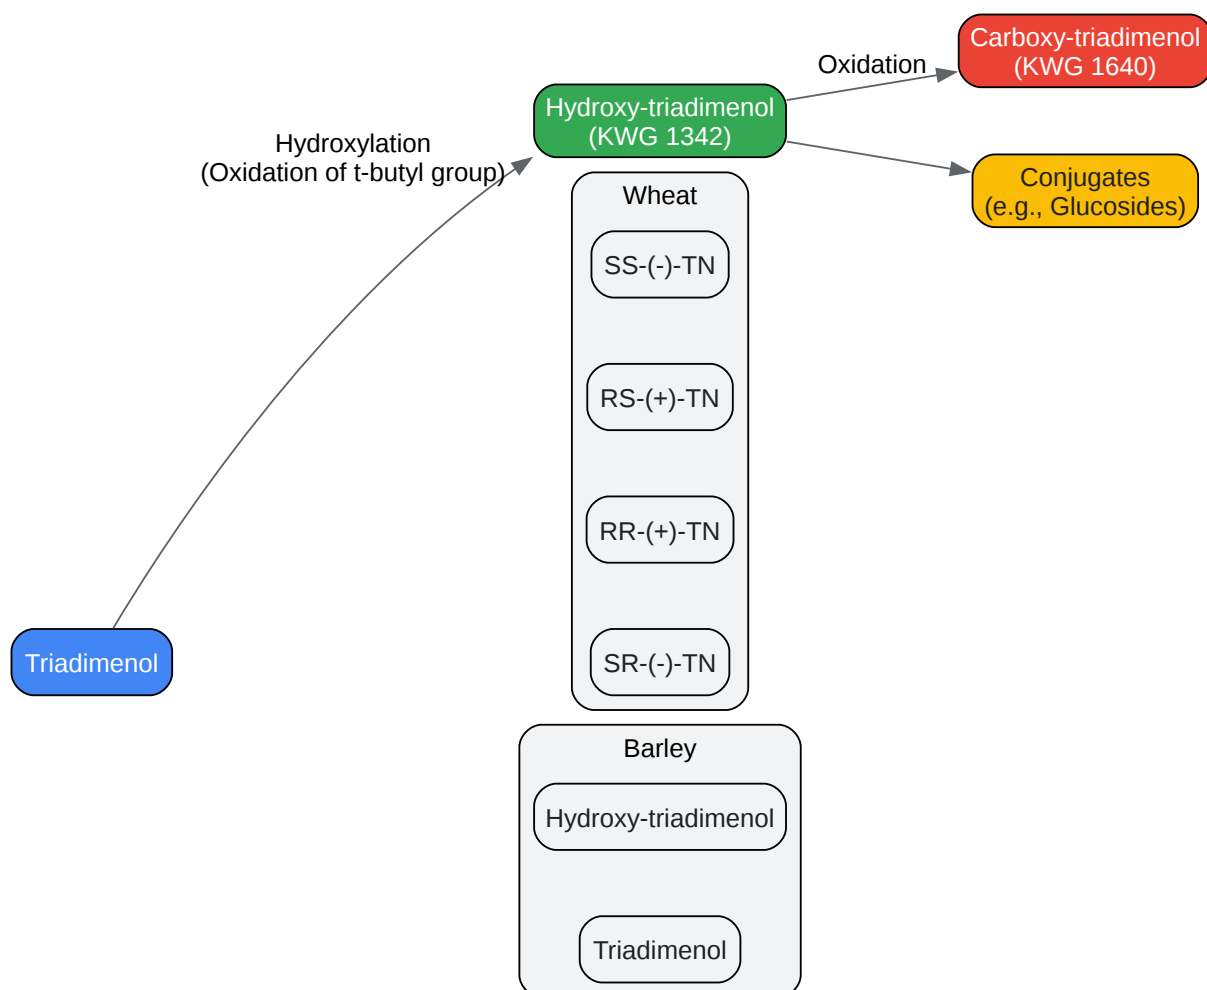 Carboxy-triadimenol
(KWG 1640)
Oxidation
Hydroxy-triadimenol
(KWG 1342)
Hydroxylation
(Oxidation of t-butyl group)
Conjugates
(e.g., Glucosides)
Wheat
SS-(-)-TN
RS-(+)-TN
RR-(+)-TN
SR-(-)-TN
Triadimenol
Barley
Hydroxy-triadimenol
Triadimenol